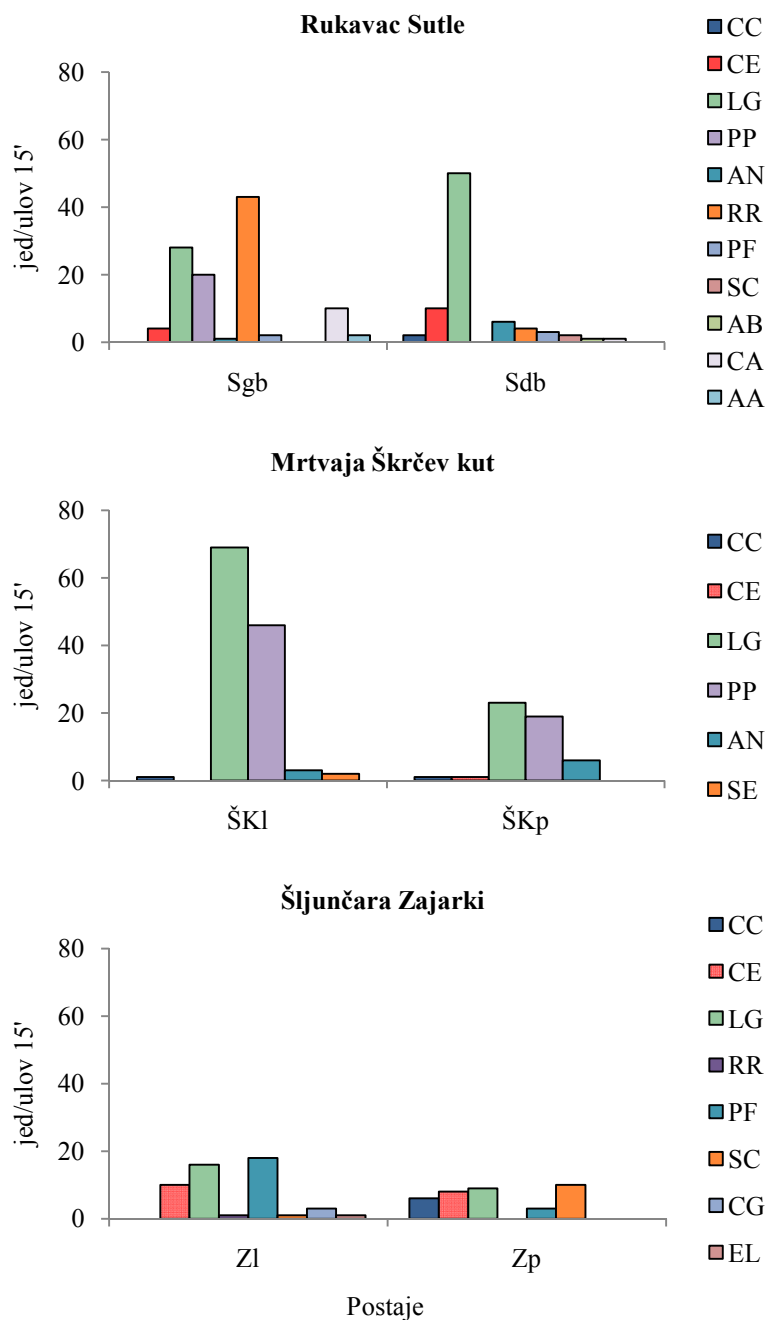 Rukavac Sutle
80
60
40
20
0
jed/ulov 15'
Sgb
Sdb
CC
CE
LG
PP
AN
RR
PF
SC
AB
CA
AA
Mrtvaja Škrčev kut
80
60
40
20
0
jed/ulov 15'
ŠKl
ŠKp
CC
CE
LG
PP
AN
SE
Šljunčara Zajarki
80
60
40
20
0
jed/ulov 15'
Zl
Zp
Postaje
CC
CE
LG
RR
PF
SC
CG
EL